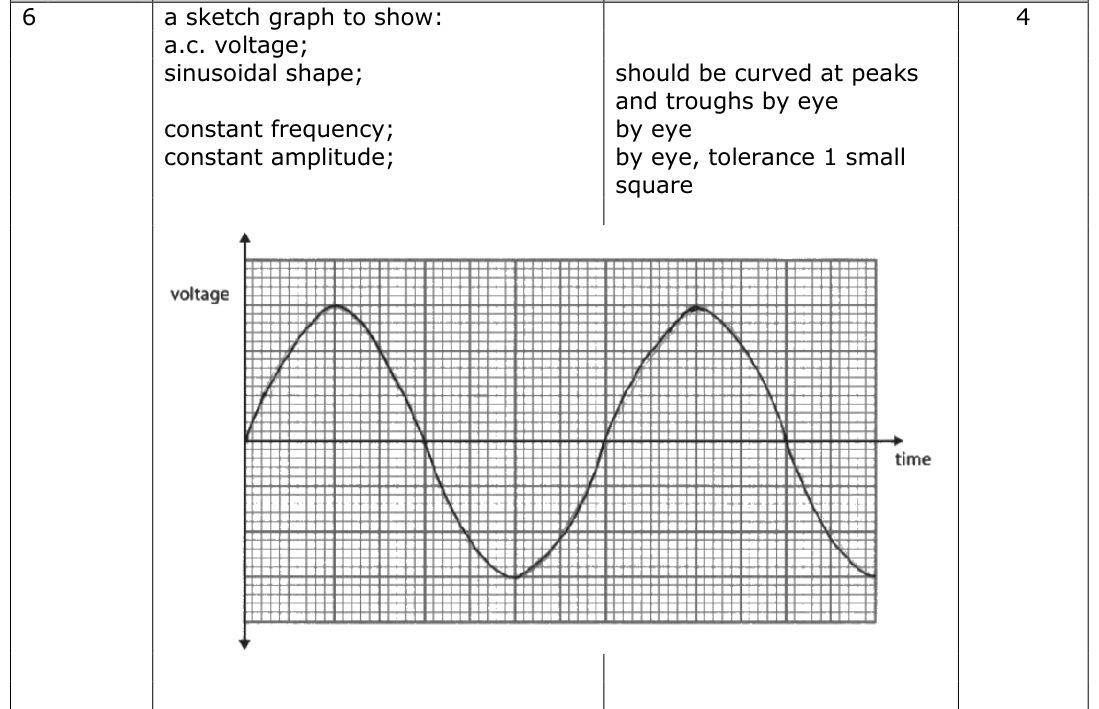 6
a sketch graph to show:
4
a.c. voltage;
sinusoidal shape;
should be curved at peaks
and troughs by eye
constant frequency;
by eye
constant amplitude;
by eye, tolerance 1 small
square
voltage
time